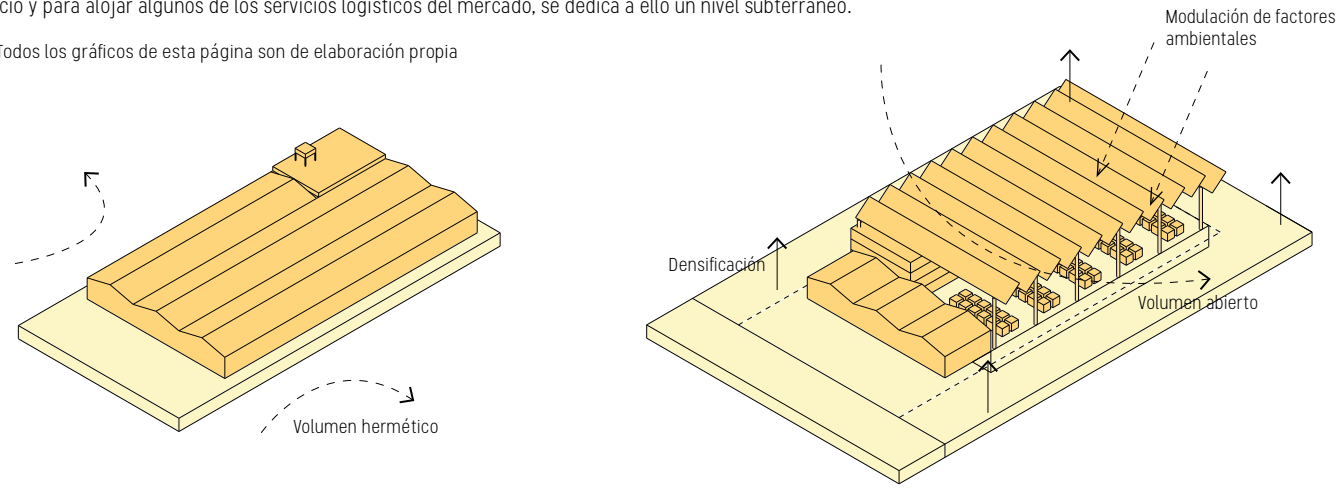 cio y para alojar algunos de los servicios logísticos del mercado, se dedica a ello un nivel subterráneo.
Todos los gráficos de esta página son de elaboración propia
Modulación de factores
ambientales
Densificación
Volumen abierto
Volumen hermético